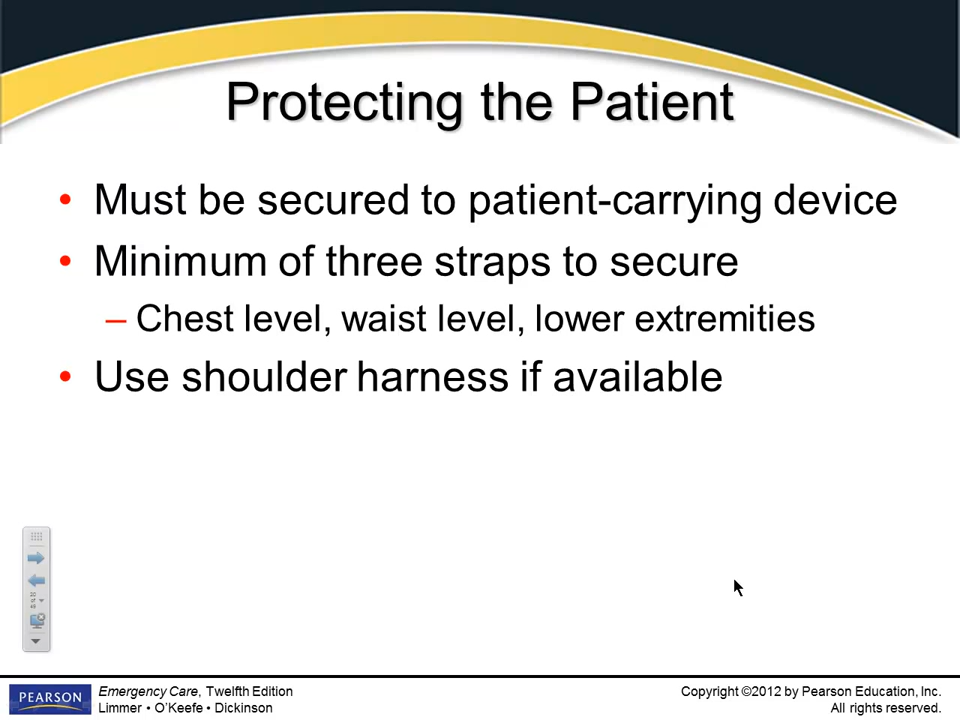 Protecting the Patient
• Must be secured to patient-carrying device
• Minimum of three straps to secure
– Chest level, waist level, lower extremities
• Use shoulder harness if available
PEARSON
Emergency Care, Twelfth Edition
Limmer • O’Keefe • Dickinson
Copyright ©2012 by Pearson Education, Inc.
All rights reserved.